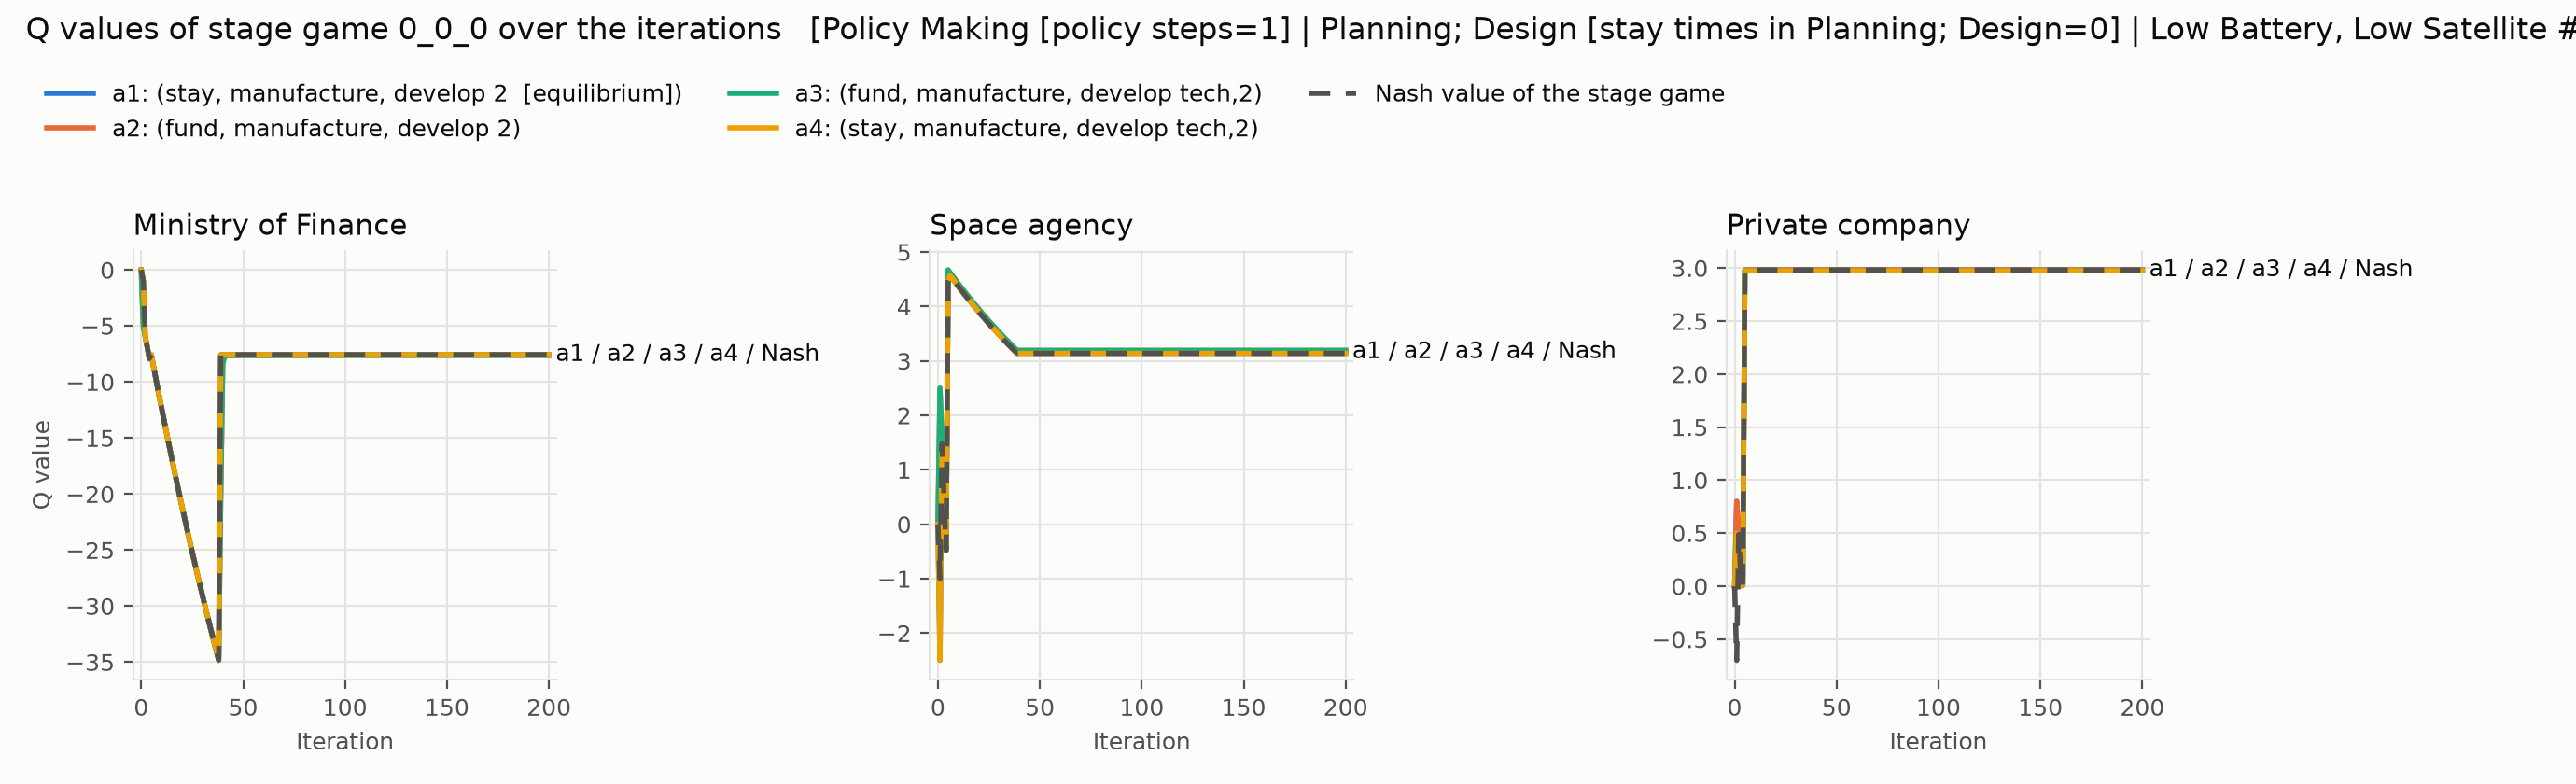 Q values of stage game 0_0_0 over the iterations   [Policy Making [policy steps=1] | Planning; Design [stay times in Planning; Design=0] | Low Battery, Low Satellite #
a1: (stay, manufacture, develop 2  [equilibrium])
a2: (fund, manufacture, develop 2)
a3: (fund, manufacture, develop tech,2)
a4: (stay, manufacture, develop tech,2)
Nash value of the stage game
Ministry of Finance
Q value
0
−5
−10
−15
−20
−25
−30
−35
0 50 100 150 200
Iteration
a1 / a2 / a3 / a4 / Nash
Space agency
5
4
3
2
1
0
−1
−2
0 50 100 150 200
Iteration
a1 / a2 / a3 / a4 / Nash
Private company
3.0
2.5
2.0
1.5
1.0
0.5
0.0
−0.5
0 50 100 150 200
Iteration
a1 / a2 / a3 / a4 / Nash